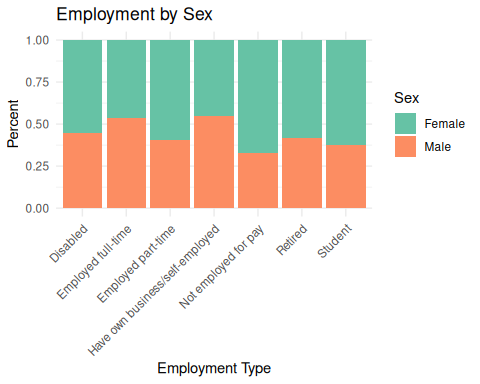 Employment by Sex
1.00
0.75
0.50
0.25
0.00
Percent
Disabled
Employed full-time
Employed part-time
Have own business/self-employed
Not employed for pay
Retired
Student
Employment Type
Sex
Female
Male